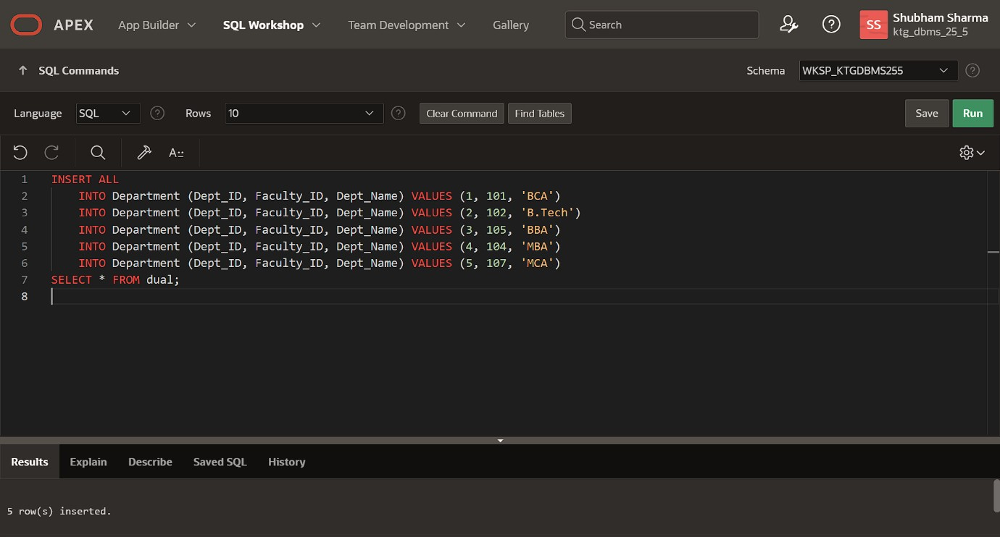 APEX App Builder SQL Workshop Team Development Gallery Search ? SS Shubham Sharma
ktg_dbms_25_5
SQL Commands Schema WKSP_KTGDBMS255 ?
Language SQL ? Rows 10 ? Clear Command Find Tables Save Run
A::
1 INSERT ALL
2 INTO Department (Dept_ID, Faculty_ID, Dept_Name) VALUES (1, 101, 'BCA')
3 INTO Department (Dept_ID, Faculty_ID, Dept_Name) VALUES (2, 102, 'B.Tech')
4 INTO Department (Dept_ID, Faculty_ID, Dept_Name) VALUES (3, 105, 'BBA')
5 INTO Department (Dept_ID, Faculty_ID, Dept_Name) VALUES (4, 104, 'MBA')
6 INTO Department (Dept_ID, Faculty_ID, Dept_Name) VALUES (5, 107, 'MCA')
7 SELECT * FROM dual;
8
Results Explain Describe Saved SQL History
5 row(s) inserted.